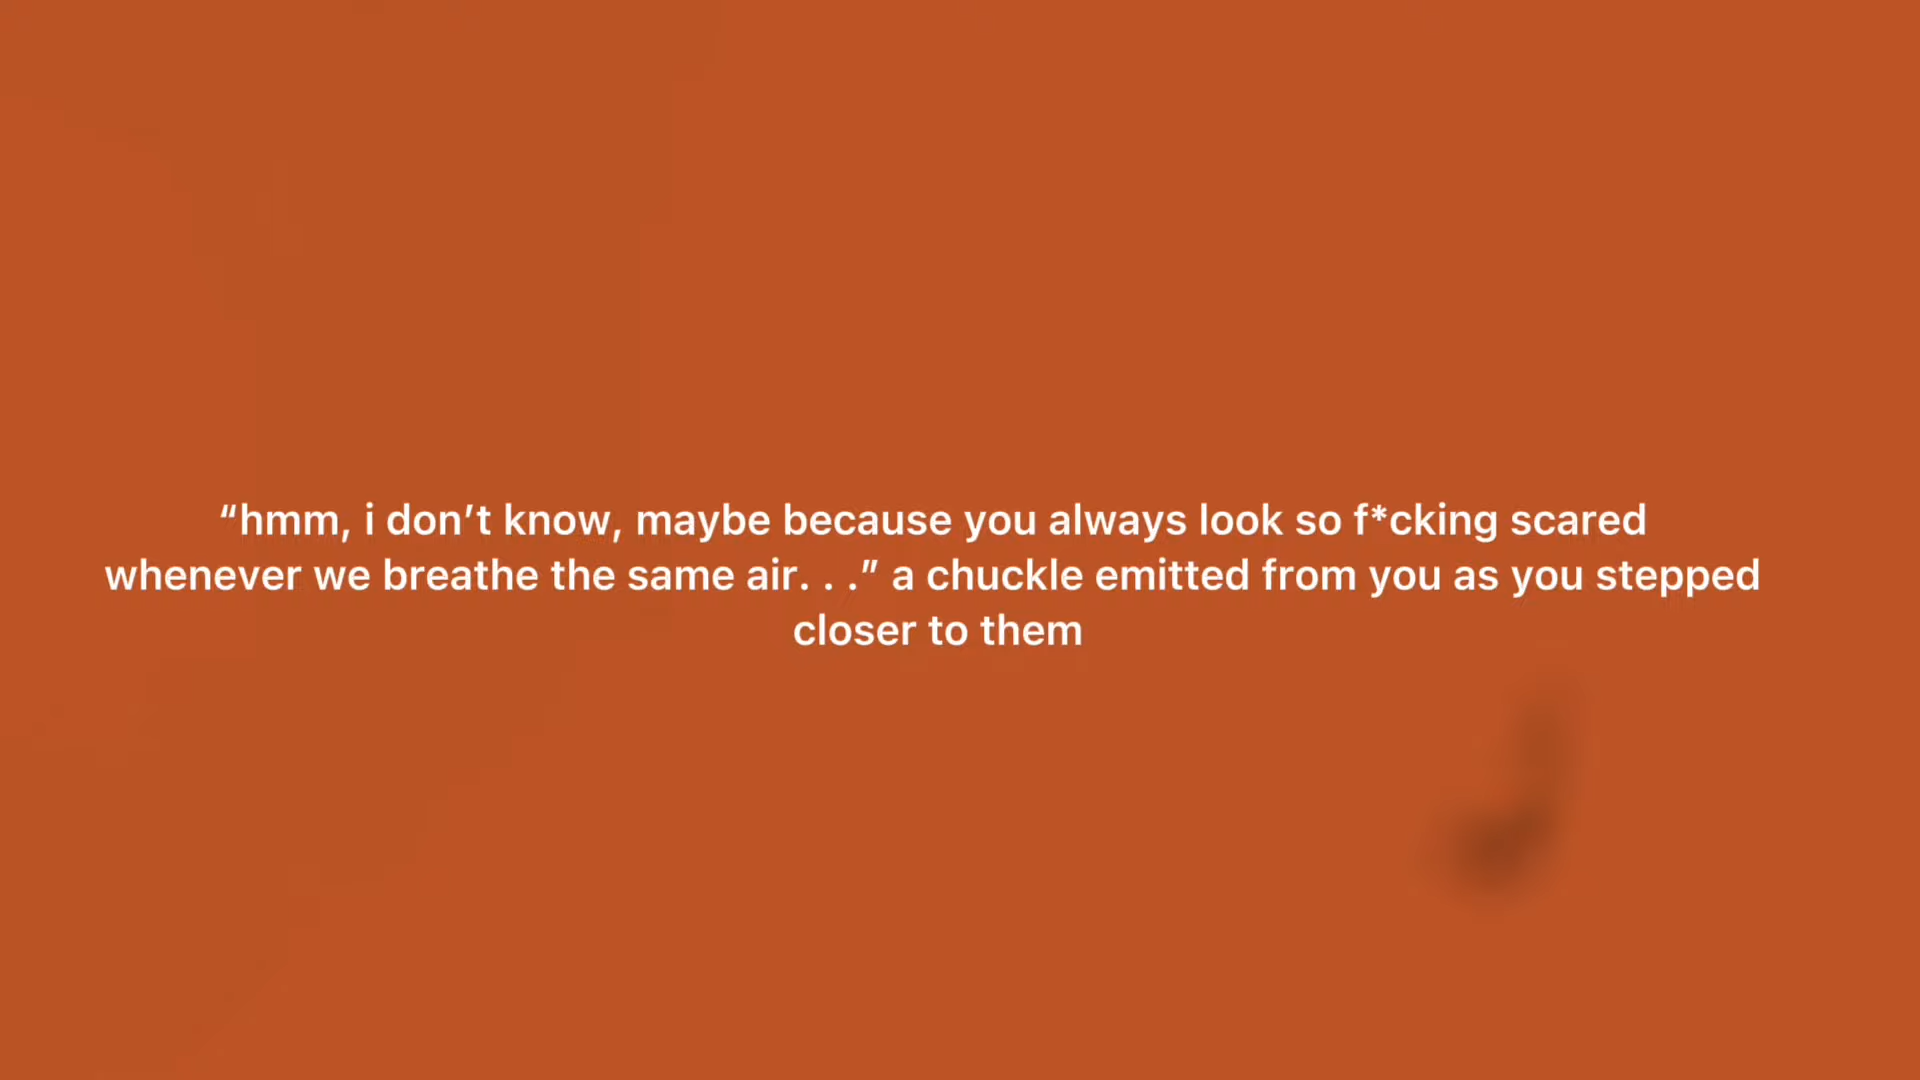 “hmm, i don’t know, maybe because you always look so f*cking scared
whenever we breathe the same air. . .” a chuckle emitted from you as you stepped
closer to them